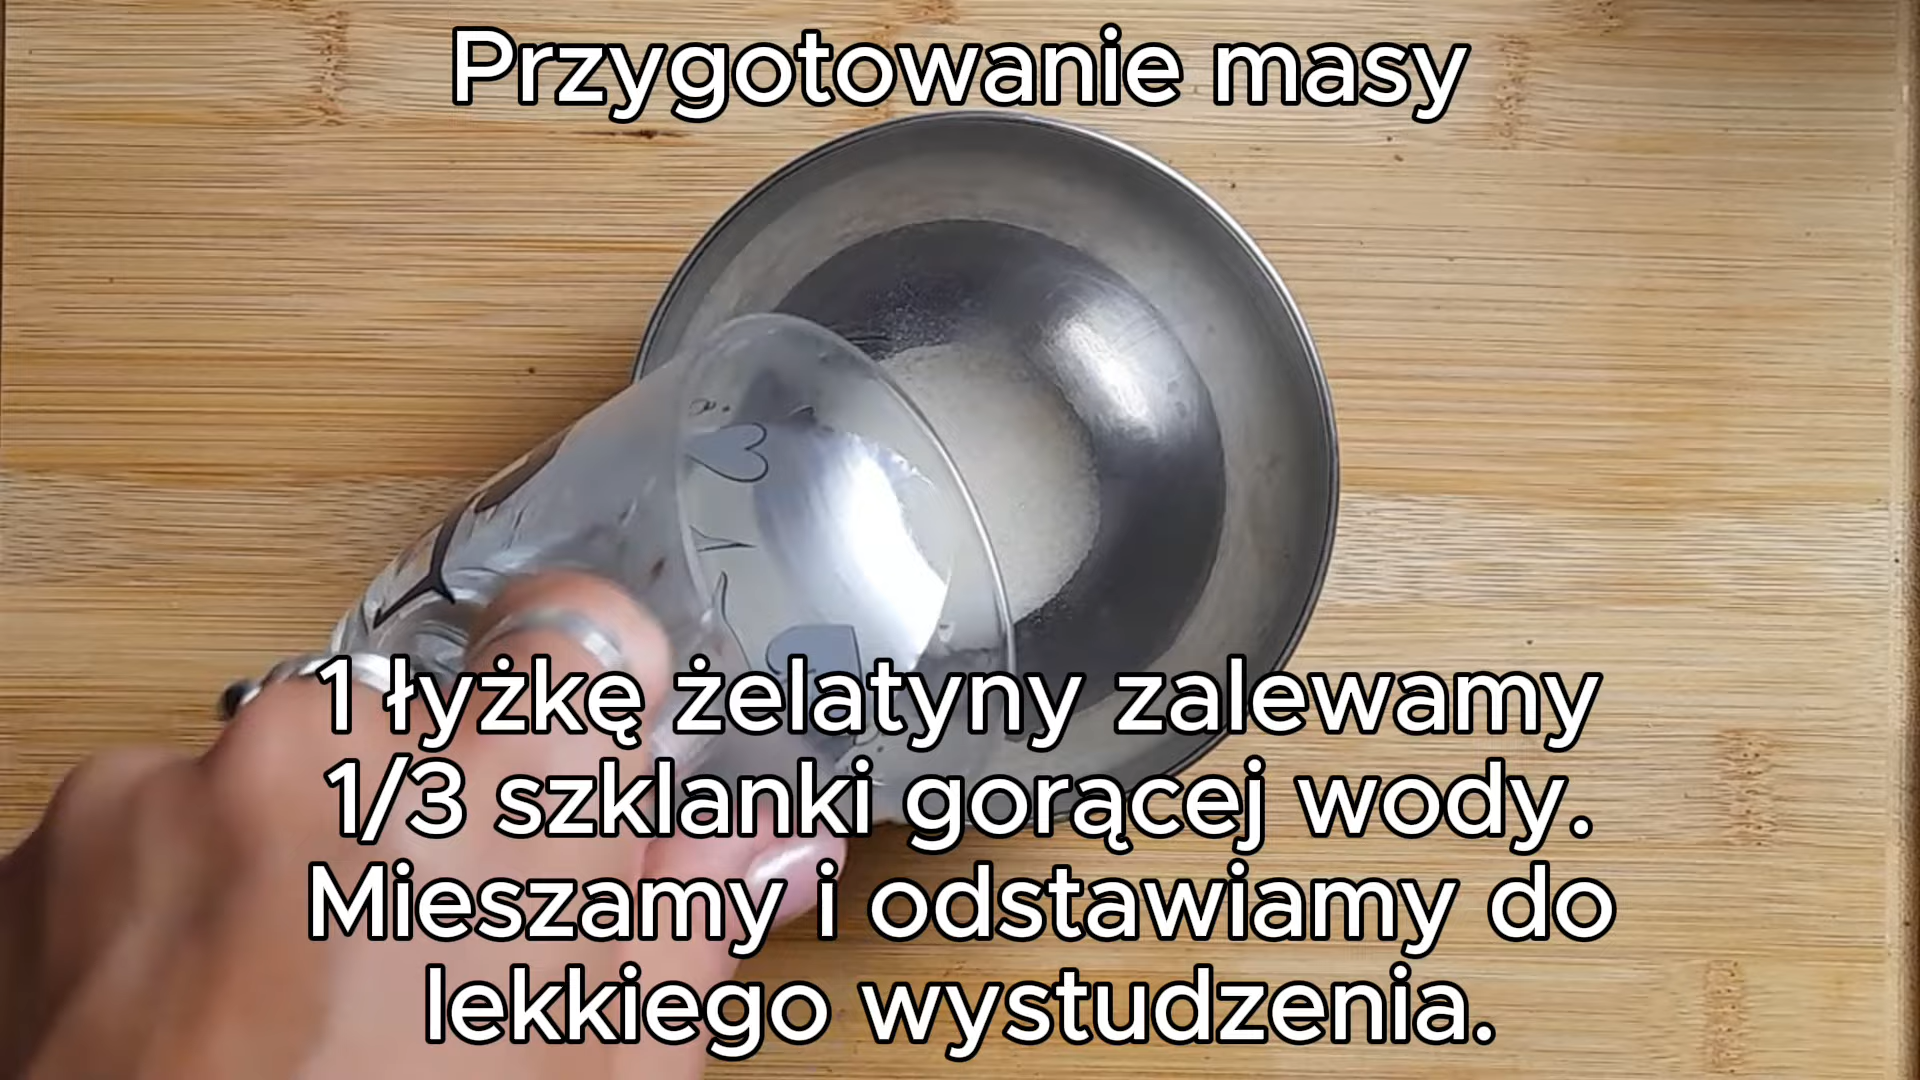 Przygotowanie masy
1 łyżkę żelatyny zalewamy
1/3 szklanki gorącej wody.
Mieszamy i odstawiamy do
lekkiego wystudzenia.